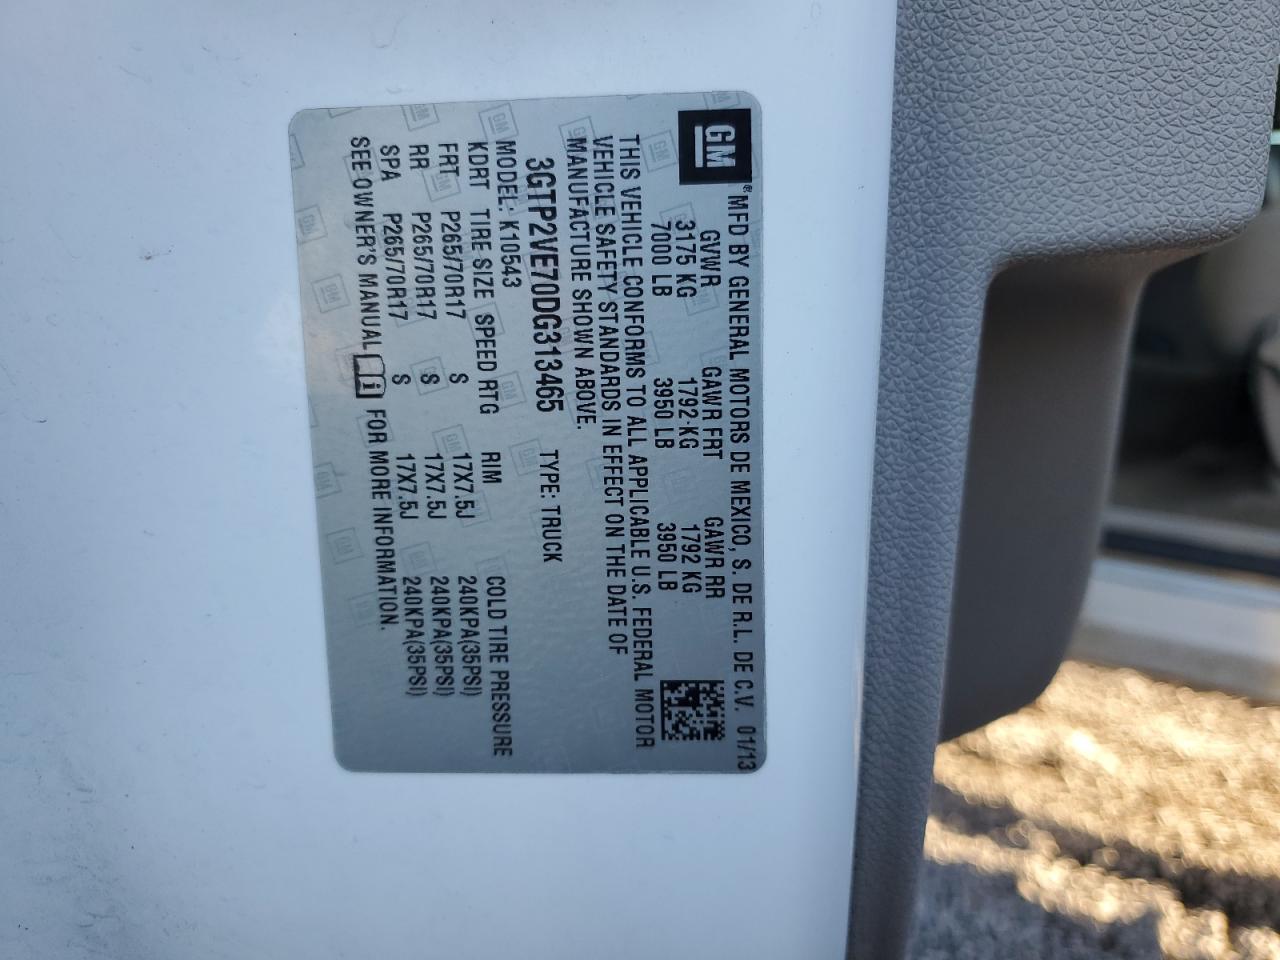 GM
® MFD BY GENERAL MOTORS DE MEXICO, S. DE R.L. DE C.V. 01/13
GVWR GAWR FRT GAWR RR
3175 KG 1792 KG 1792 KG
7000 LB 3950 LB 3950 LB
THIS VEHICLE CONFORMS TO ALL APPLICABLE U.S. FEDERAL MOTOR
VEHICLE SAFETY STANDARDS IN EFFECT ON THE DATE OF
MANUFACTURE SHOWN ABOVE.
3GTP2VE70DG313465 TYPE: TRUCK
MODEL: K10543
KDRT TIRE SIZE SPEED RTG RIM COLD TIRE PRESSURE
FRT P265/70R17 S 17X7.5J 240KPA(35PSI)
RR P265/70R17 S 17X7.5J 240KPA(35PSI)
SPA P265/70R17 S 17X7.5J 240KPA(35PSI)
SEE OWNER'S MANUAL i FOR MORE INFORMATION.